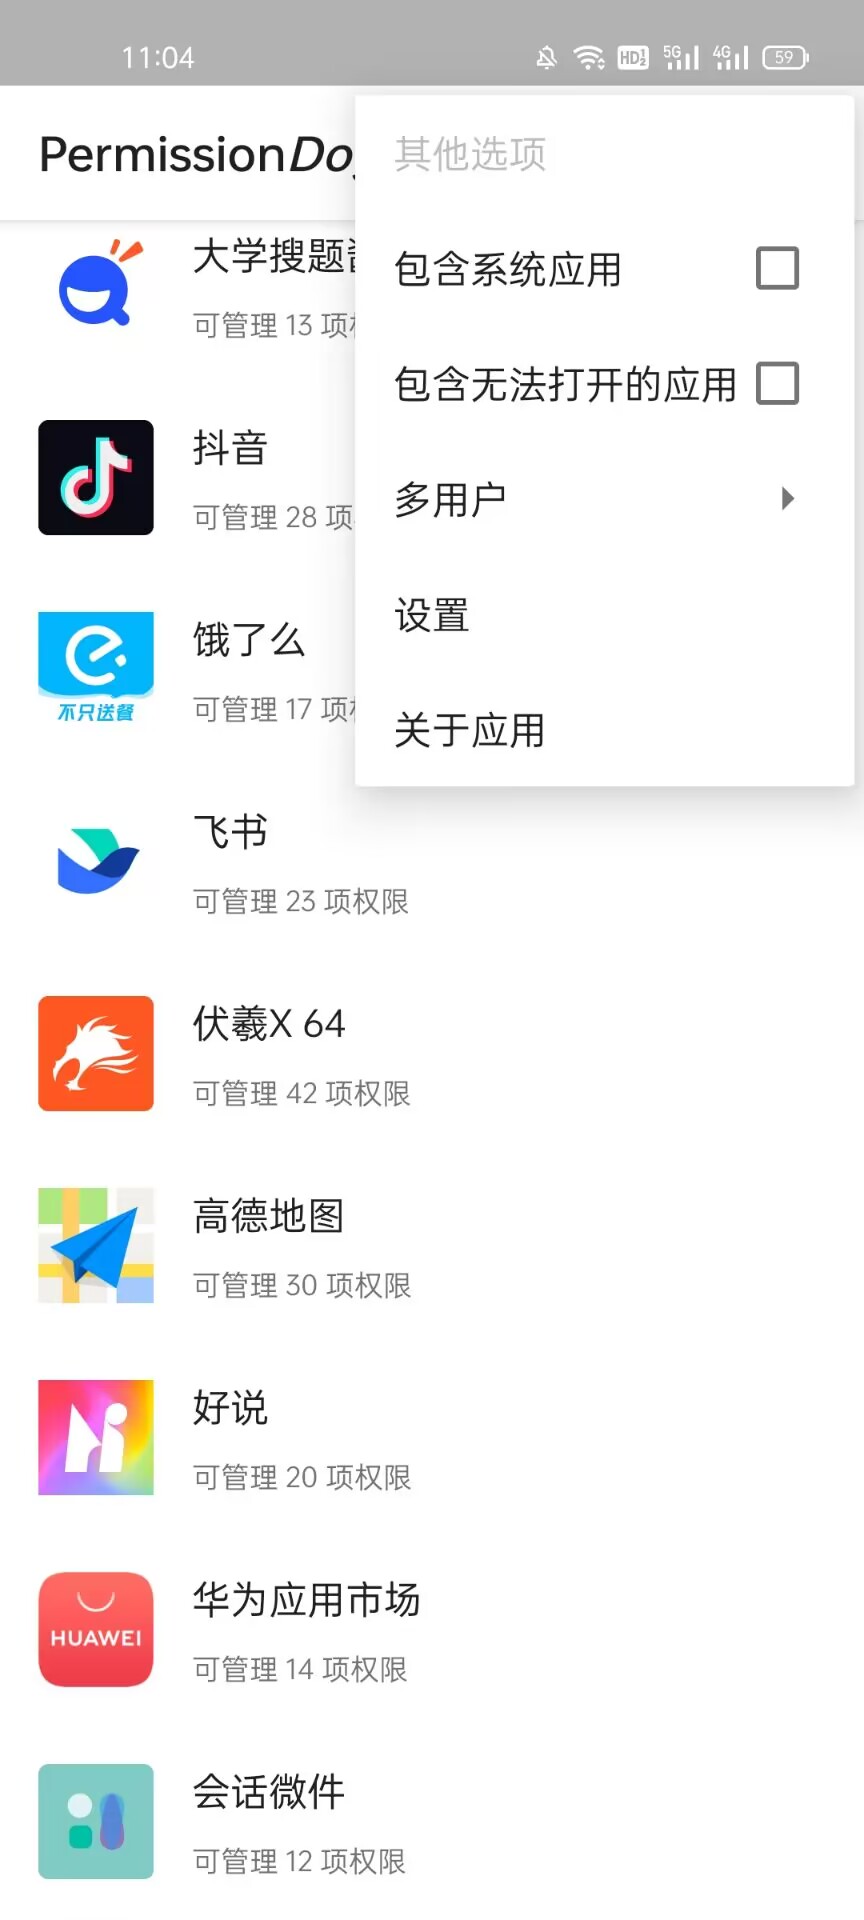 11:04
HD 5G 4G 59
PermissionDo
其他选项
包含系统应用
包含无法打开的应用
多用户
设置
关于应用
大学搜题
可管理 13 项
抖音
可管理 28 项
不只送餐
饿了么
可管理 17 项
飞书
可管理 23 项权限
伏羲X 64
可管理 42 项权限
高德地图
可管理 30 项权限
好说
可管理 20 项权限
HUAWEI
华为应用市场
可管理 14 项权限
会话微件
可管理 12 项权限